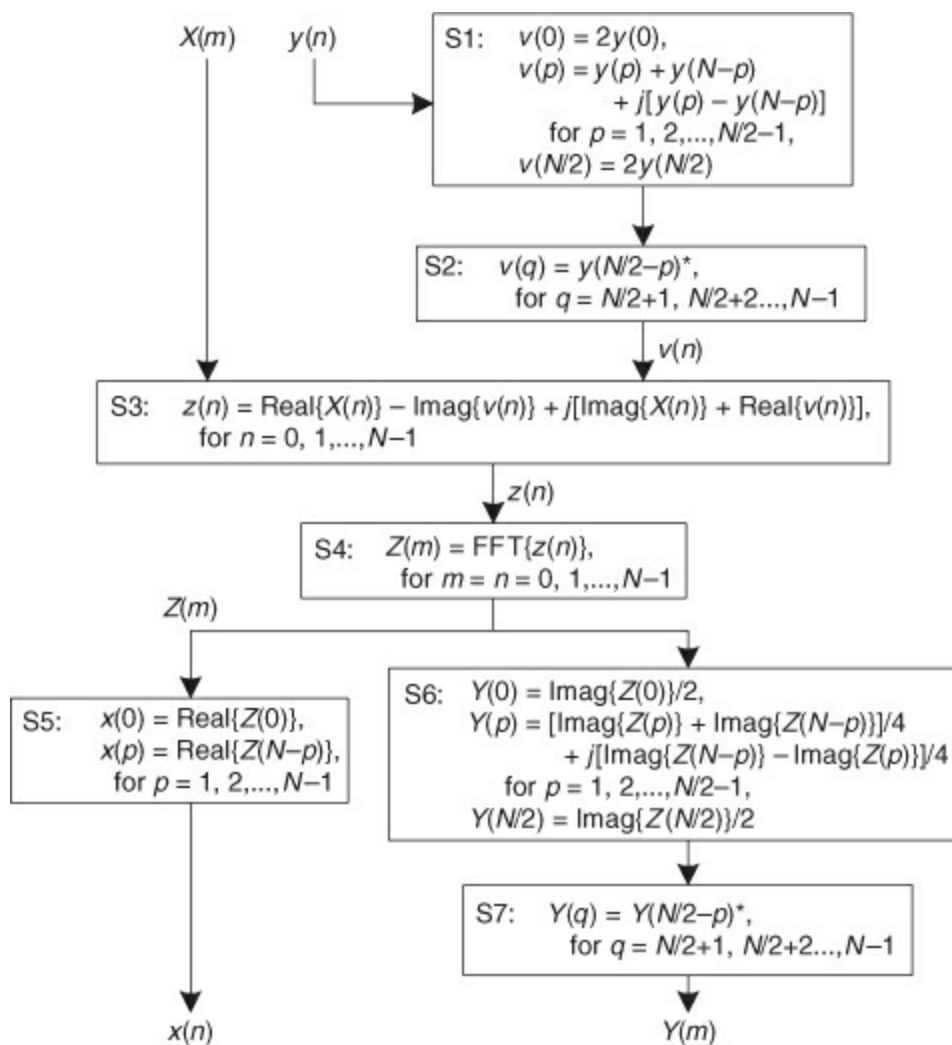 X(m)
y(n)
S1: v(0) = 2y(0),
v(p) = y(p) + y(N–p)
+ j[y(p) – y(N–p)]
for p = 1, 2,...,N/2–1,
v(N/2) = 2y(N/2)
S2: v(q) = y(N/2–p)*,
for q = N/2+1, N/2+2...,N–1
v(n)
S3: z(n) = Real{X(n)} – Imag{v(n)} + j[Imag{X(n)} + Real{v(n)}],
for n = 0, 1,...,N–1
z(n)
S4: Z(m) = FFT{z(n)},
for m = n = 0, 1,...,N–1
Z(m)
S5: x(0) = Real{Z(0)},
x(p) = Real{Z(N–p)},
for p = 1, 2,...,N–1
S6: Y(0) = Imag{Z(0)}/2,
Y(p) = [Imag{Z(p)} + Imag{Z(N–p)}]/4
+ j[Imag{Z(N–p)} – Imag{Z(p)}]/4
for p = 1, 2,...,N/2–1,
Y(N/2) = Imag{Z(N/2)}/2
S7: Y(q) = Y(N/2–p)*,
for q = N/2+1, N/2+2...,N–1
x(n)
Y(m)